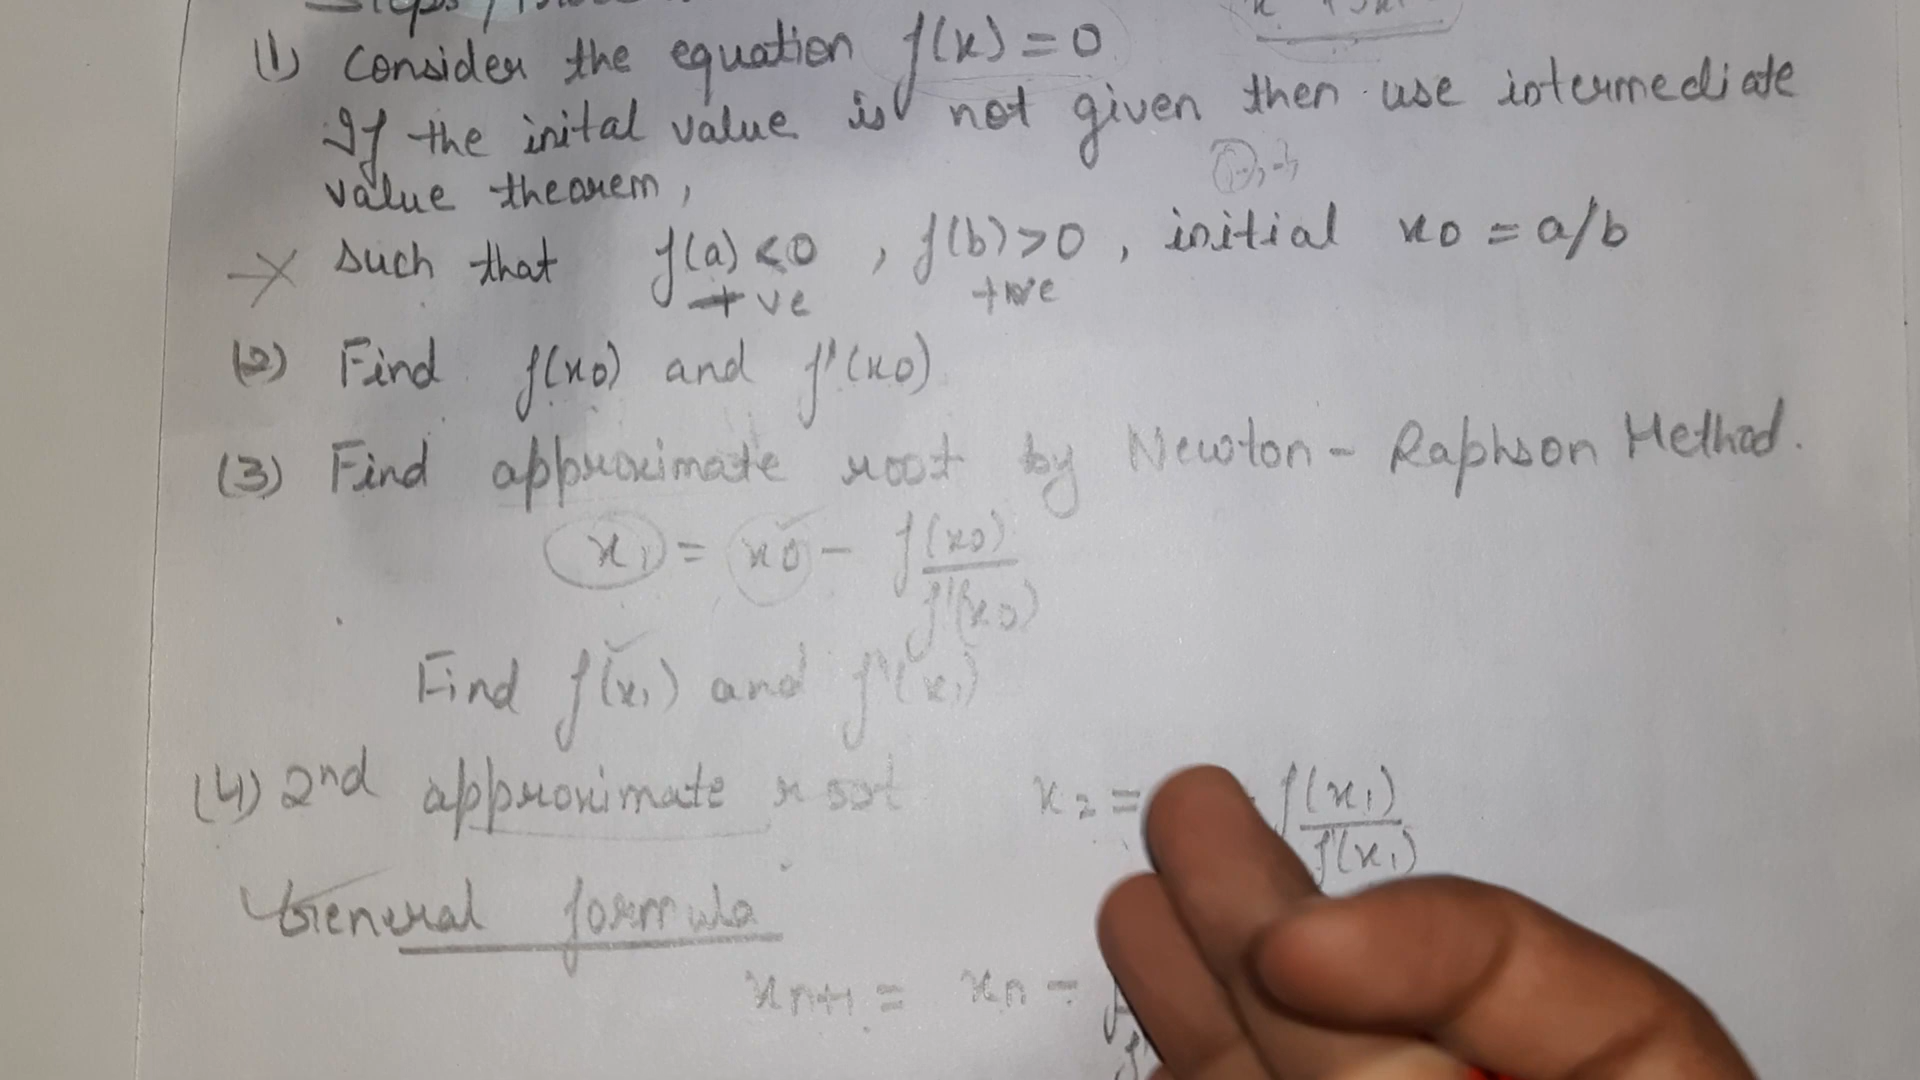 (1) Consider the equation f(x) = 0
If the inital value is not given then use intermediate
value theorem,
such that f(a) < 0 , f(b) > 0 , initial x0 = a/b
+ve +ve
(2) Find f(x0) and f'(x0)
(3) Find approximate root by Newton - Raphson Method.
x1 = x0 - f(x0)/f'(x0)
Find f(x1) and f'(x1)
(4) 2nd approximate root x2 = - f(x1)/f'(x1)
General formula
xn+1 = xn -